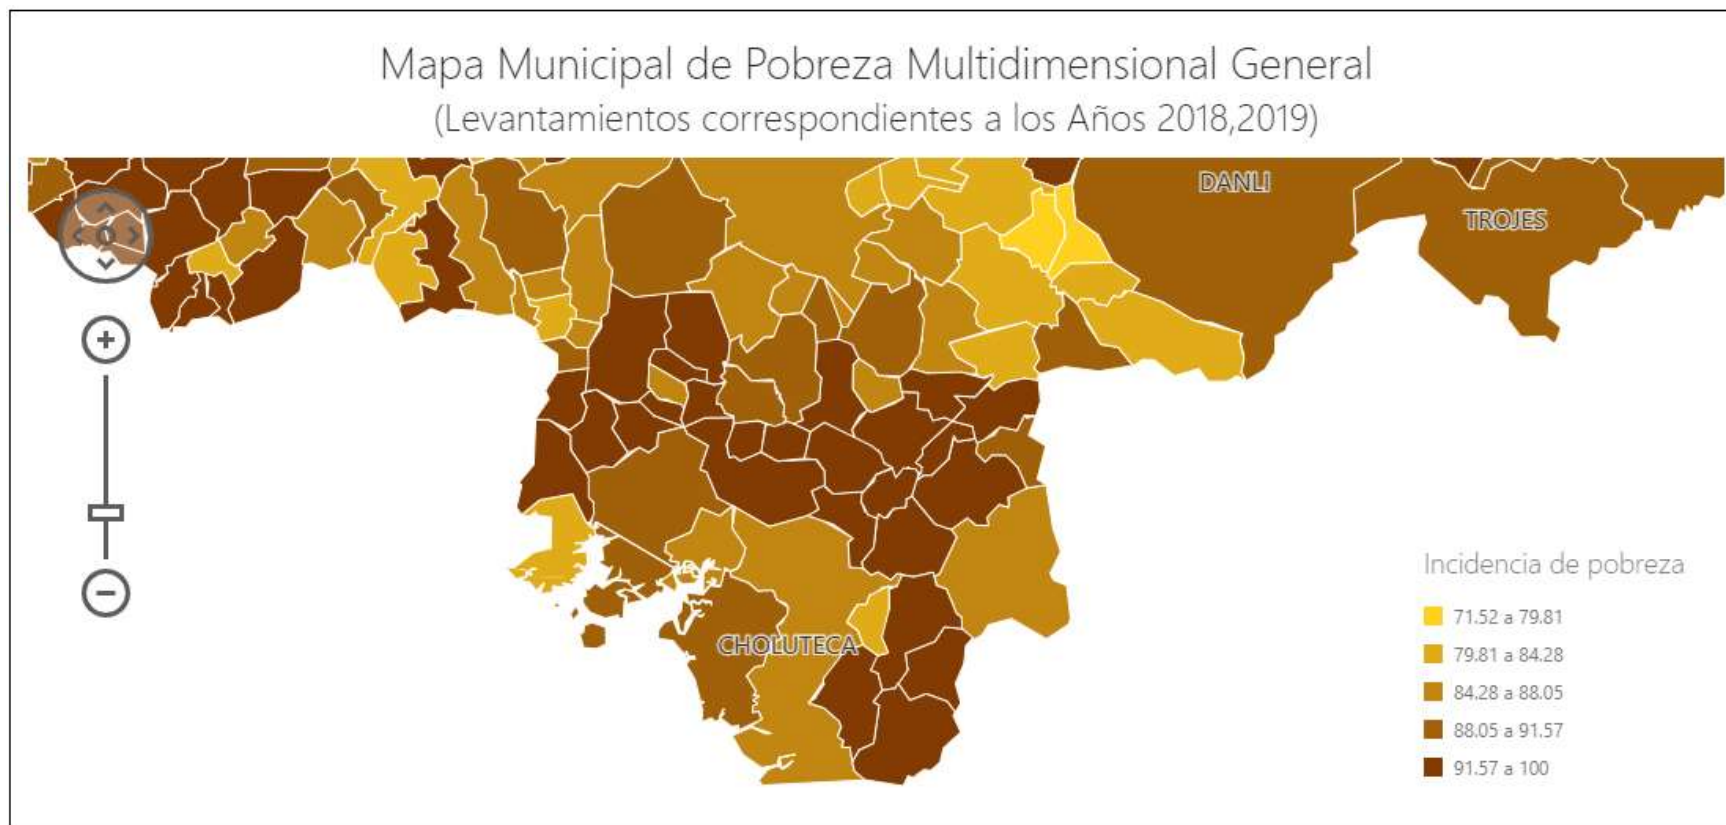 Mapa Municipal de Pobreza Multidimensional General
(Levantamientos correspondientes a los Años 2018,2019)
DANLI
TROJES
CHOLUTECA
Incidencia de pobreza
71.52 a 79.81
79.81 a 84.28
84.28 a 88.05
88.05 a 91.57
91.57 a 100